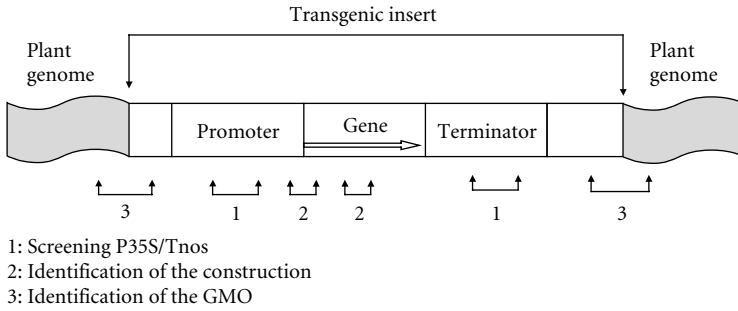 Transgenic insert
Plant
genome
Plant
genome
Promoter
Gene
Terminator
3
1
2
2
1
3
1: Screening P35S/Tnos
2: Identification of the construction
3: Identification of the GMO